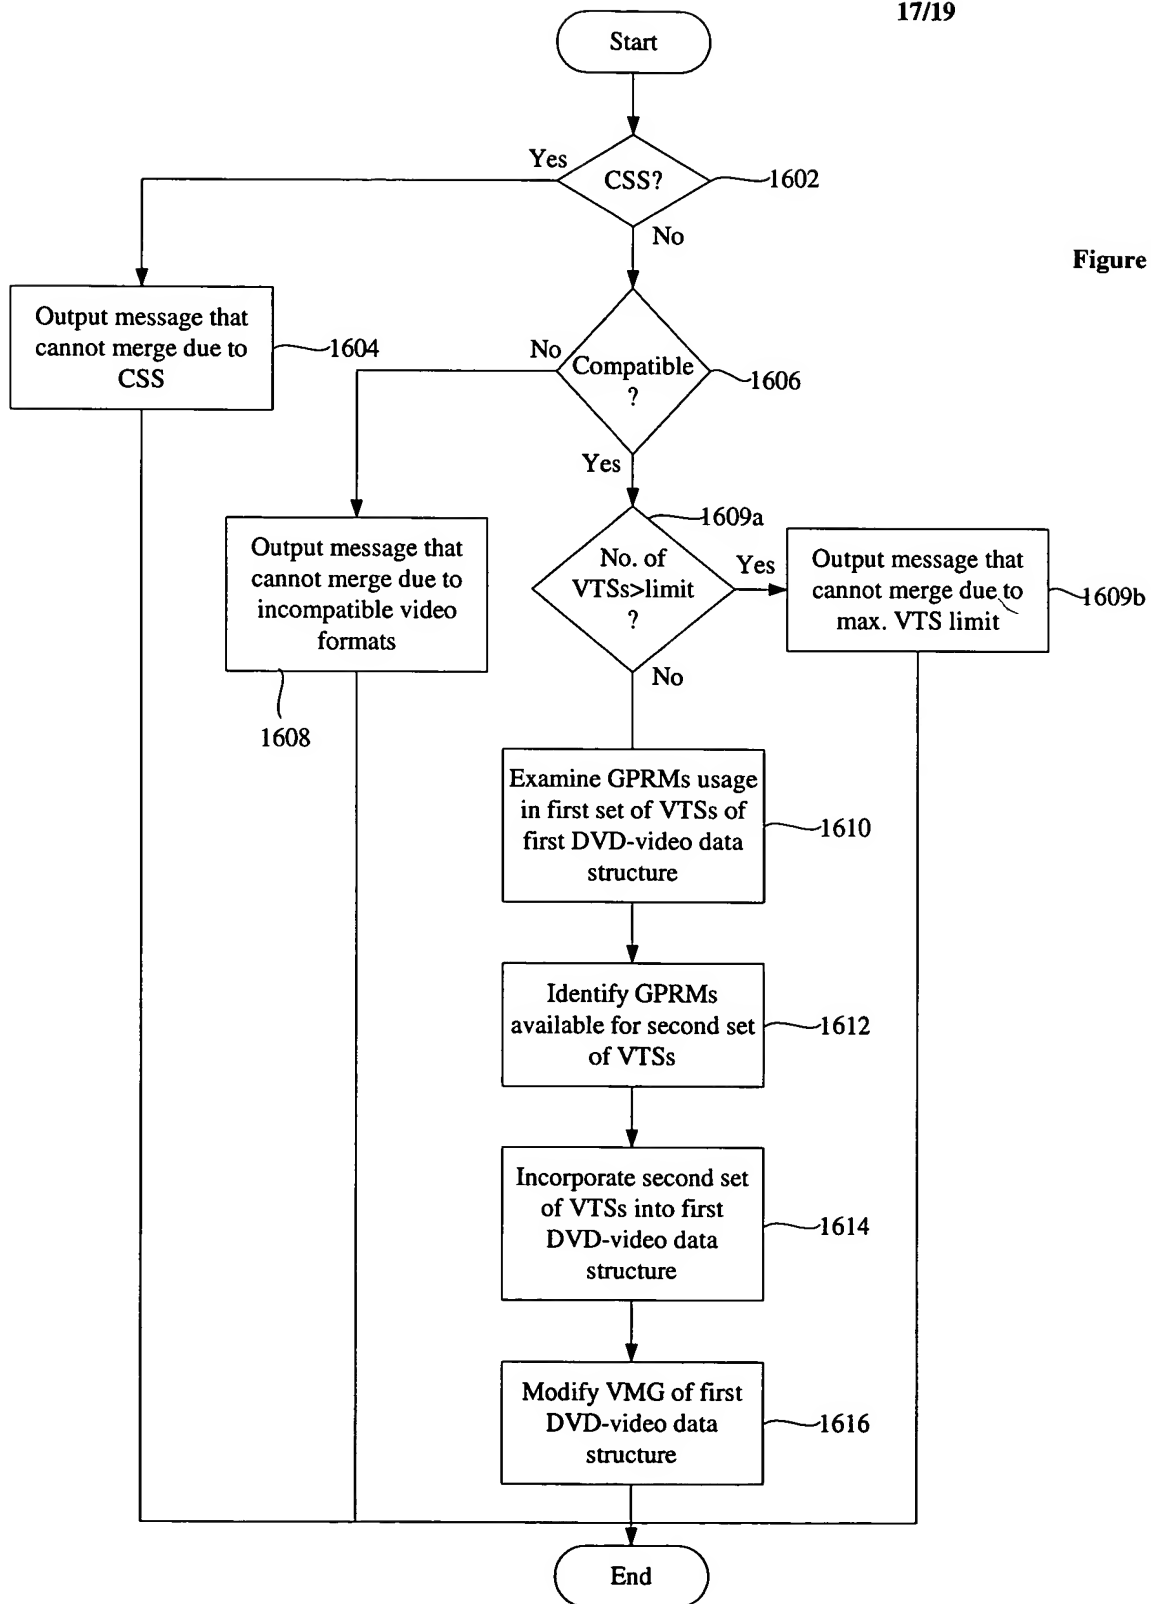 17/19
Start
Yes
CSS?
1602
No
Figure
Output message that
cannot merge due to
CSS
1604
No
Compatible
?
1606
Yes
1609a
Output message that
cannot merge due to
incompatible video
formats
1608
No. of
VTSs>limit
?
Yes
Output message that
cannot merge due to
max. VTS limit
1609b
No
Examine GPRMs usage
in first set of VTSs of
first DVD-video data
structure
1610
Identify GPRMs
available for second set
of VTSs
1612
Incorporate second set
of VTSs into first
DVD-video data
structure
1614
Modify VMG of first
DVD-video data
structure
1616
End